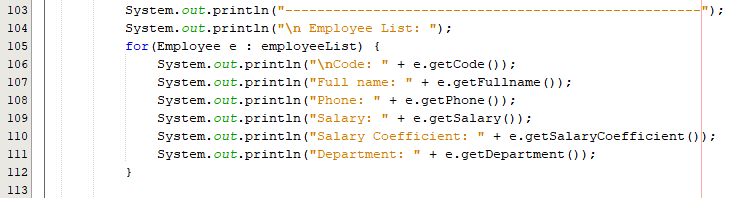 103 System.out.println("----------------------------------------------------");
104 System.out.println("\n Employee List: ");
105 for(Employee e : employeeList) {
106 System.out.println("\nCode: " + e.getCode());
107 System.out.println("Full name: " + e.getFullname());
108 System.out.println("Phone: " + e.getPhone());
109 System.out.println("Salary: " + e.getSalary());
110 System.out.println("Salary Coefficient: " + e.getSalaryCoefficient());
111 System.out.println("Department: " + e.getDepartment());
112 }
113